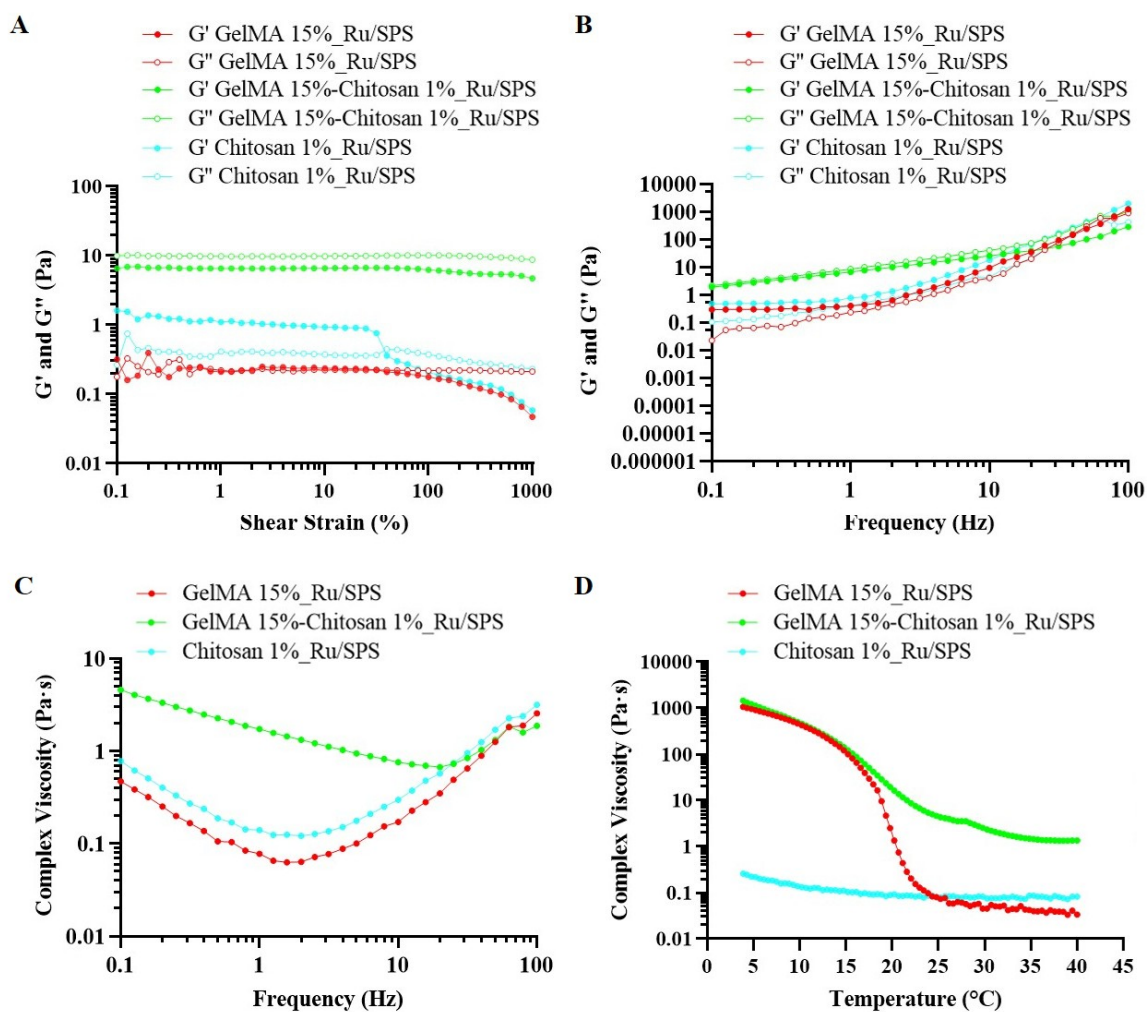 A
G' GelMA 15%_Ru/SPS
G'' GelMA 15%_Ru/SPS
G' GelMA 15%-Chitosan 1%_Ru/SPS
G'' GelMA 15%-Chitosan 1%_Ru/SPS
G' Chitosan 1%_Ru/SPS
G'' Chitosan 1%_Ru/SPS
G' and G'' (Pa)
100
10
1
0.1
0.01
0.1 1 10 100 1000
Shear Strain (%)
B
G' GelMA 15%_Ru/SPS
G'' GelMA 15%_Ru/SPS
G' GelMA 15%-Chitosan 1%_Ru/SPS
G'' GelMA 15%-Chitosan 1%_Ru/SPS
G' Chitosan 1%_Ru/SPS
G'' Chitosan 1%_Ru/SPS
G' and G'' (Pa)
10000
1000
100
10
1
0.1
0.01
0.001
0.0001
0.00001
0.000001
0.1 1 10 100
Frequency (Hz)
C
GelMA 15%_Ru/SPS
GelMA 15%-Chitosan 1%_Ru/SPS
Chitosan 1%_Ru/SPS
Complex Viscosity (Pa·s)
10
1
0.1
0.01
0.1 1 10 100
Frequency (Hz)
D
GelMA 15%_Ru/SPS
GelMA 15%-Chitosan 1%_Ru/SPS
Chitosan 1%_Ru/SPS
Complex Viscosity (Pa·s)
10000
1000
100
10
1
0.1
0.01
0 5 10 15 20 25 30 35 40 45
Temperature (°C)